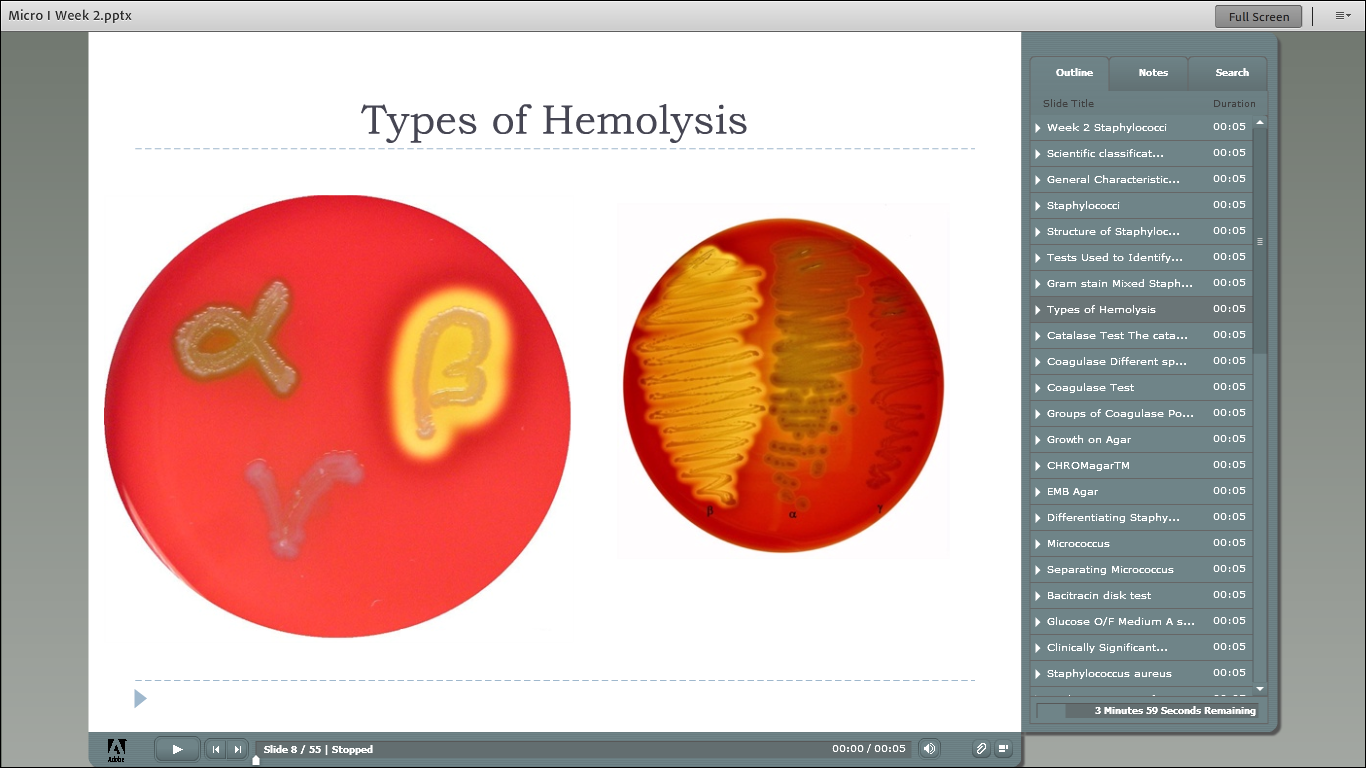 Micro I Week 2.pptx
Full Screen
Types of Hemolysis
α
β
γ
β
α
γ
Outline Notes Search
Slide Title Duration
Week 2 Staphylococci 00:05
Scientific classificat... 00:05
General Characteristic... 00:05
Staphylococci 00:05
Structure of Staphyloc... 00:05
Tests Used to Identify... 00:05
Gram stain Mixed Staph... 00:05
Types of Hemolysis 00:05
Catalase Test The cata... 00:05
Coagulase Different sp... 00:05
Coagulase Test 00:05
Groups of Coagulase Po... 00:05
Growth on Agar 00:05
CHROMagarTM 00:05
EMB Agar 00:05
Differentiating Staphy... 00:05
Micrococcus 00:05
Separating Micrococcus 00:05
Bacitracin disk test 00:05
Glucose O/F Medium A s... 00:05
Clinically Significant... 00:05
Staphylococcus aureus 00:05
3 Minutes 59 Seconds Remaining
Adobe
Slide 8 / 55 | Stopped
00:00 / 00:05